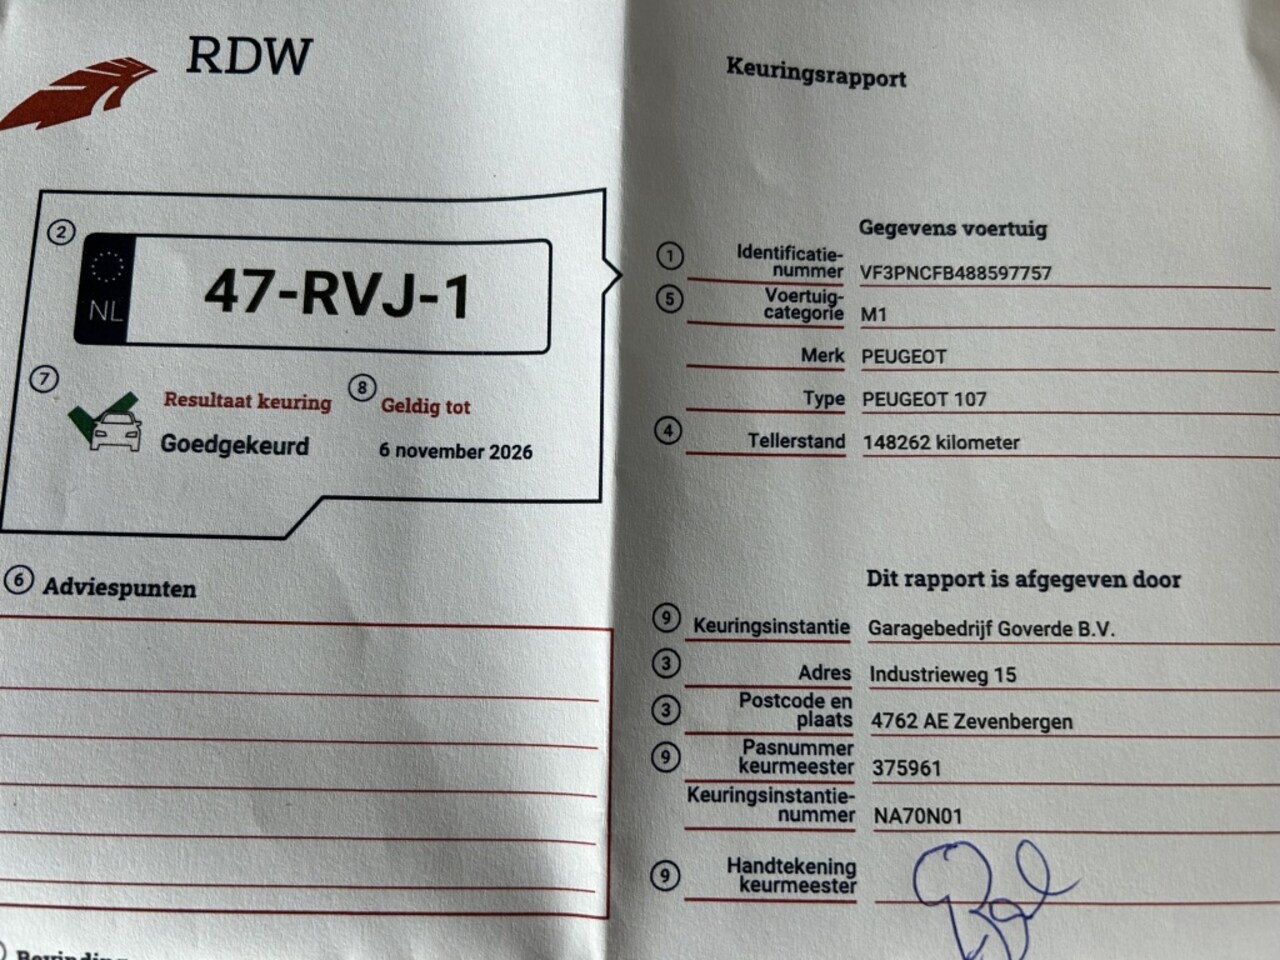 RDW
2
NL
47-RVJ-1
7
Resultaat keuring
Goedgekeurd
8
Geldig tot
6 november 2026
6 Adviespunten
Keuringsrapport
Gegevens voertuig
1 Identificatie-
nummer VF3PNCFB488597757
5 Voertuig-
categorie M1
Merk PEUGEOT
Type PEUGEOT 107
4 Tellerstand 148262 kilometer
Dit rapport is afgegeven door
9 Keuringsinstantie Garagebedrijf Goverde B.V.
3 Adres Industrieweg 15
3 Postcode en
plaats 4762 AE Zevenbergen
9 Pasnummer
keurmeester 375961
Keuringsinstantie-
nummer NA70N01
9 Handtekening
keurmeester